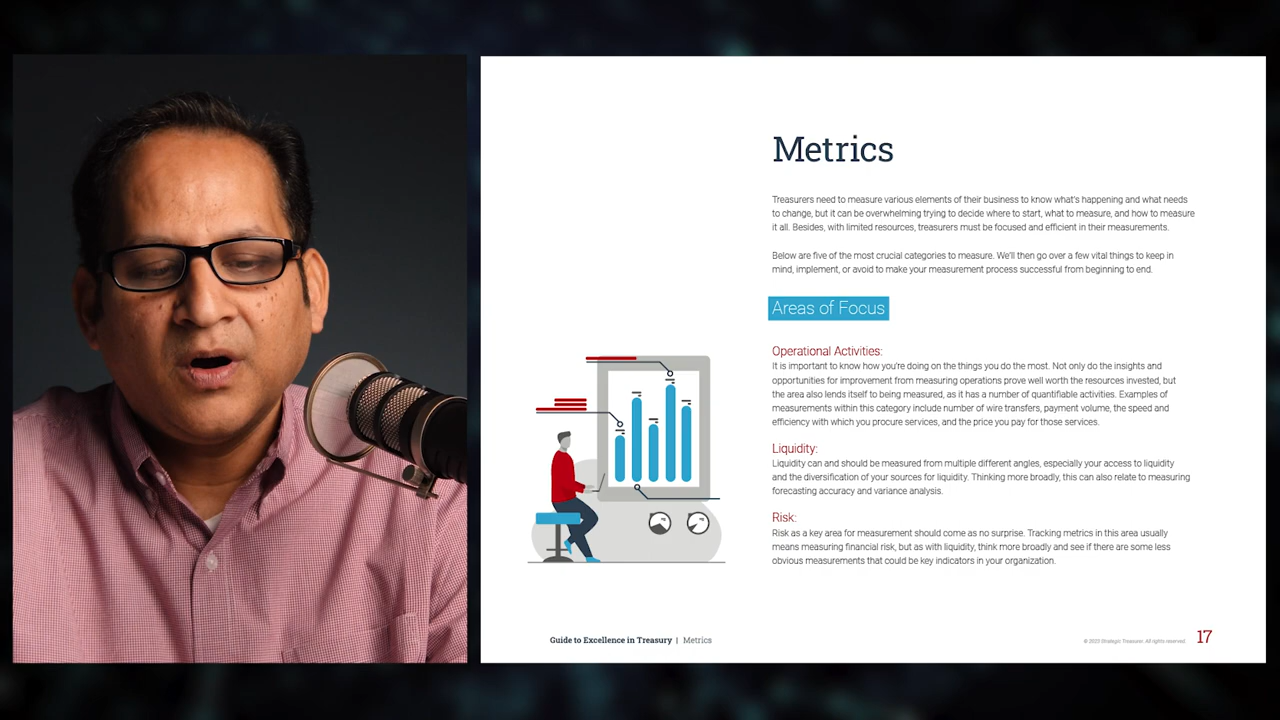 Metrics
Treasurers need to measure various elements of their business to know what's happening and what needs
to change, but it can be overwhelming trying to decide where to start, what to measure, and how to measure
it all. Besides, with limited resources, treasurers must be focused and efficient in their measurements.
Below are five of the most crucial categories to measure. We'll then go over a few vital things to keep in
mind, implement, or avoid to make your measurement process successful from beginning to end.
Areas of Focus
Operational Activities:
It is important to know how you're doing on the things you do the most. Not only do the insights and
opportunities for improvement from measuring operations prove well worth the resources invested, but
the area also lends itself to being measured, as it has a number of quantifiable activities. Examples of
measurements within this category include number of wire transfers, payment volume, the speed and
efficiency with which you procure services, and the price you pay for those services.
Liquidity:
Liquidity can and should be measured from multiple different angles, especially your access to liquidity
and the diversification of your sources for liquidity. Thinking more broadly, this can also relate to measuring
forecasting accuracy and variance analysis.
Risk:
Risk as a key area for measurement should come as no surprise. Tracking metrics in this area usually
means measuring financial risk, but as with liquidity, think more broadly and see if there are some less
obvious measurements that could be key indicators in your organization.
Guide to Excellence in Treasury | Metrics
© 2023 Strategic Treasurer. All rights reserved. 17